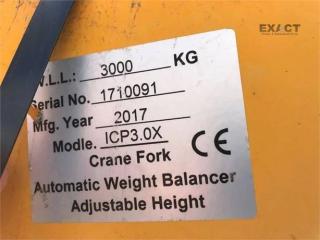 EXACT
W.L.L.: 3000 KG
Serial No. 1710091
Mfg. Year 2017
Modle. ICP3.0X
CE
Crane Fork
Automatic Weight Balancer
Adjustable Height